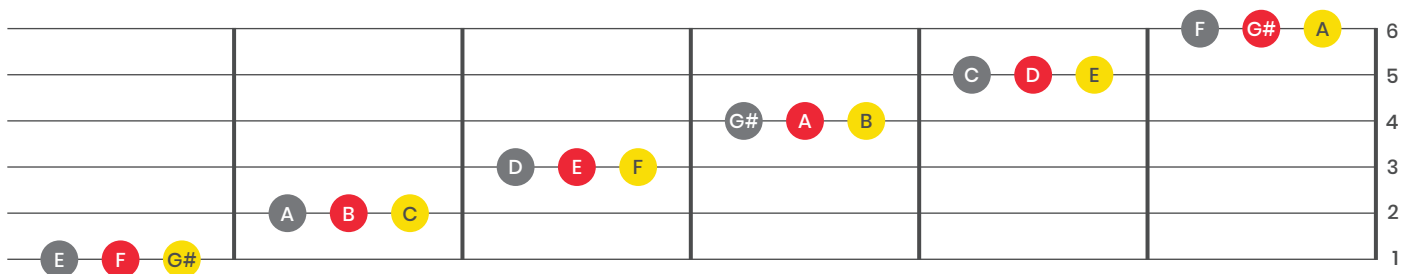 F G# A 6
C D E 5
G# A B 4
D E F 3
A B C 2
E F G# 1